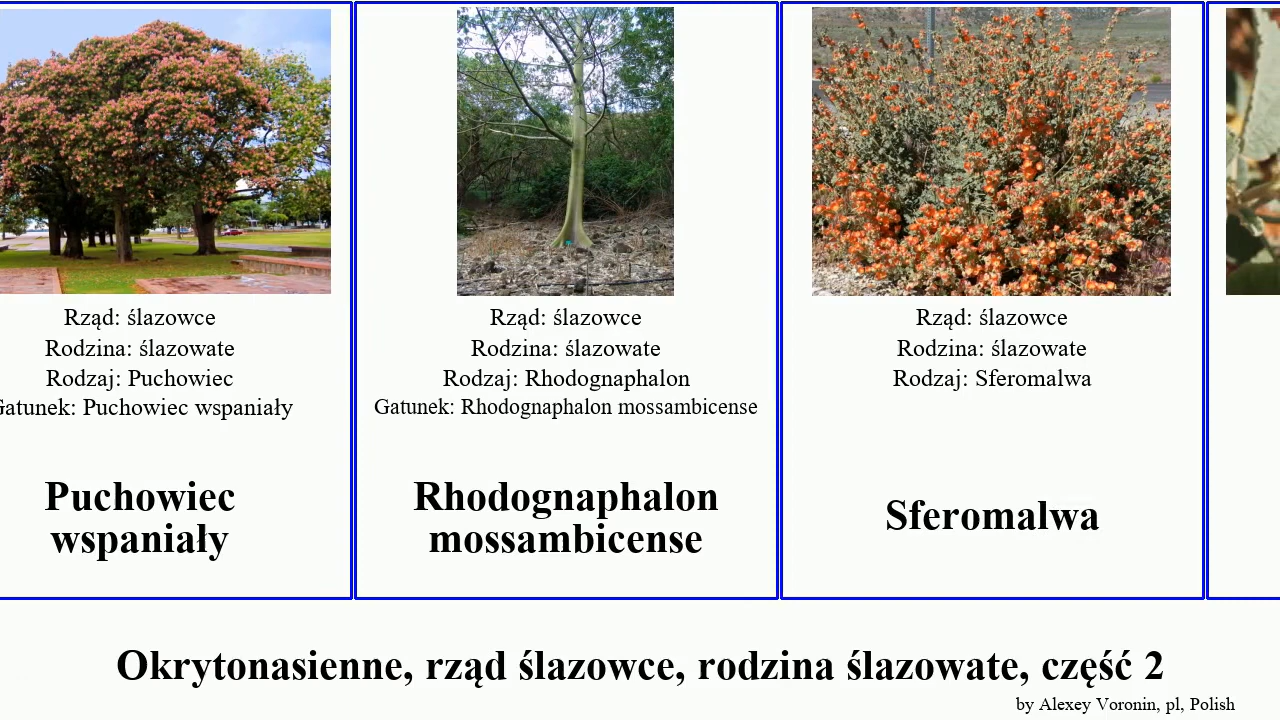 Rząd: ślazowce
Rodzina: ślazowate
Rodzaj: Puchowiec
Gatunek: Puchowiec wspaniały
Puchowiec
wspaniały
Rząd: ślazowce
Rodzina: ślazowate
Rodzaj: Rhodognaphalon
Gatunek: Rhodognaphalon mossambicense
Rhodognaphalon
mossambicense
Rząd: ślazowce
Rodzina: ślazowate
Rodzaj: Sferomalwa
Sferomalwa
Okrytonasienne, rząd ślazowce, rodzina ślazowate, część 2
by Alexey Voronin, pl, Polish